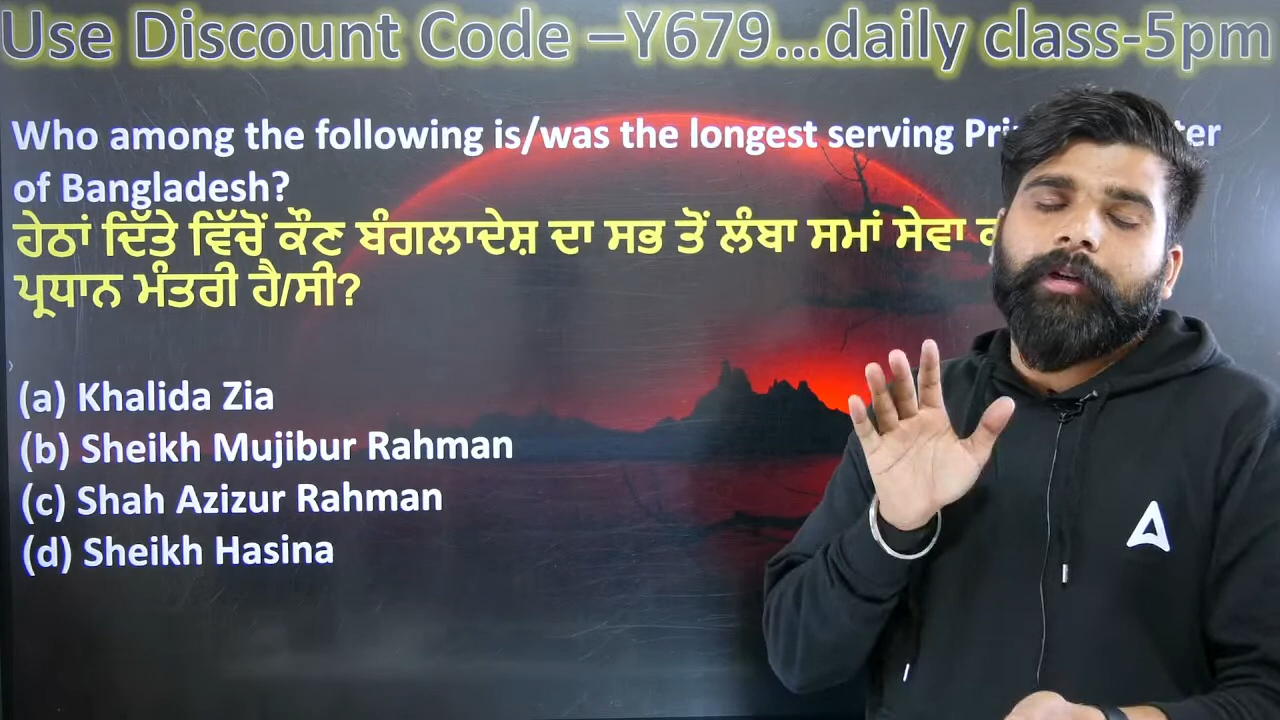 Use Discount Code –Y679...daily class-5pm
Who among the following is/was the longest serving
of Bangladesh?
ਹੇਠਾਂ ਦਿੱਤੇ ਵਿੱਚੋਂ ਕੌਣ ਬੰਗਲਾਦੇਸ਼ ਦਾ ਸਭ ਤੋਂ ਲੰਬਾ ਸਮਾਂ ਸੇਵਾ
ਪ੍ਰਧਾਨ ਮੰਤਰੀ ਹੈ/ਸੀ?
(a) Khalida Zia
(b) Sheikh Mujibur Rahman
(c) Shah Azizur Rahman
(d) Sheikh Hasina